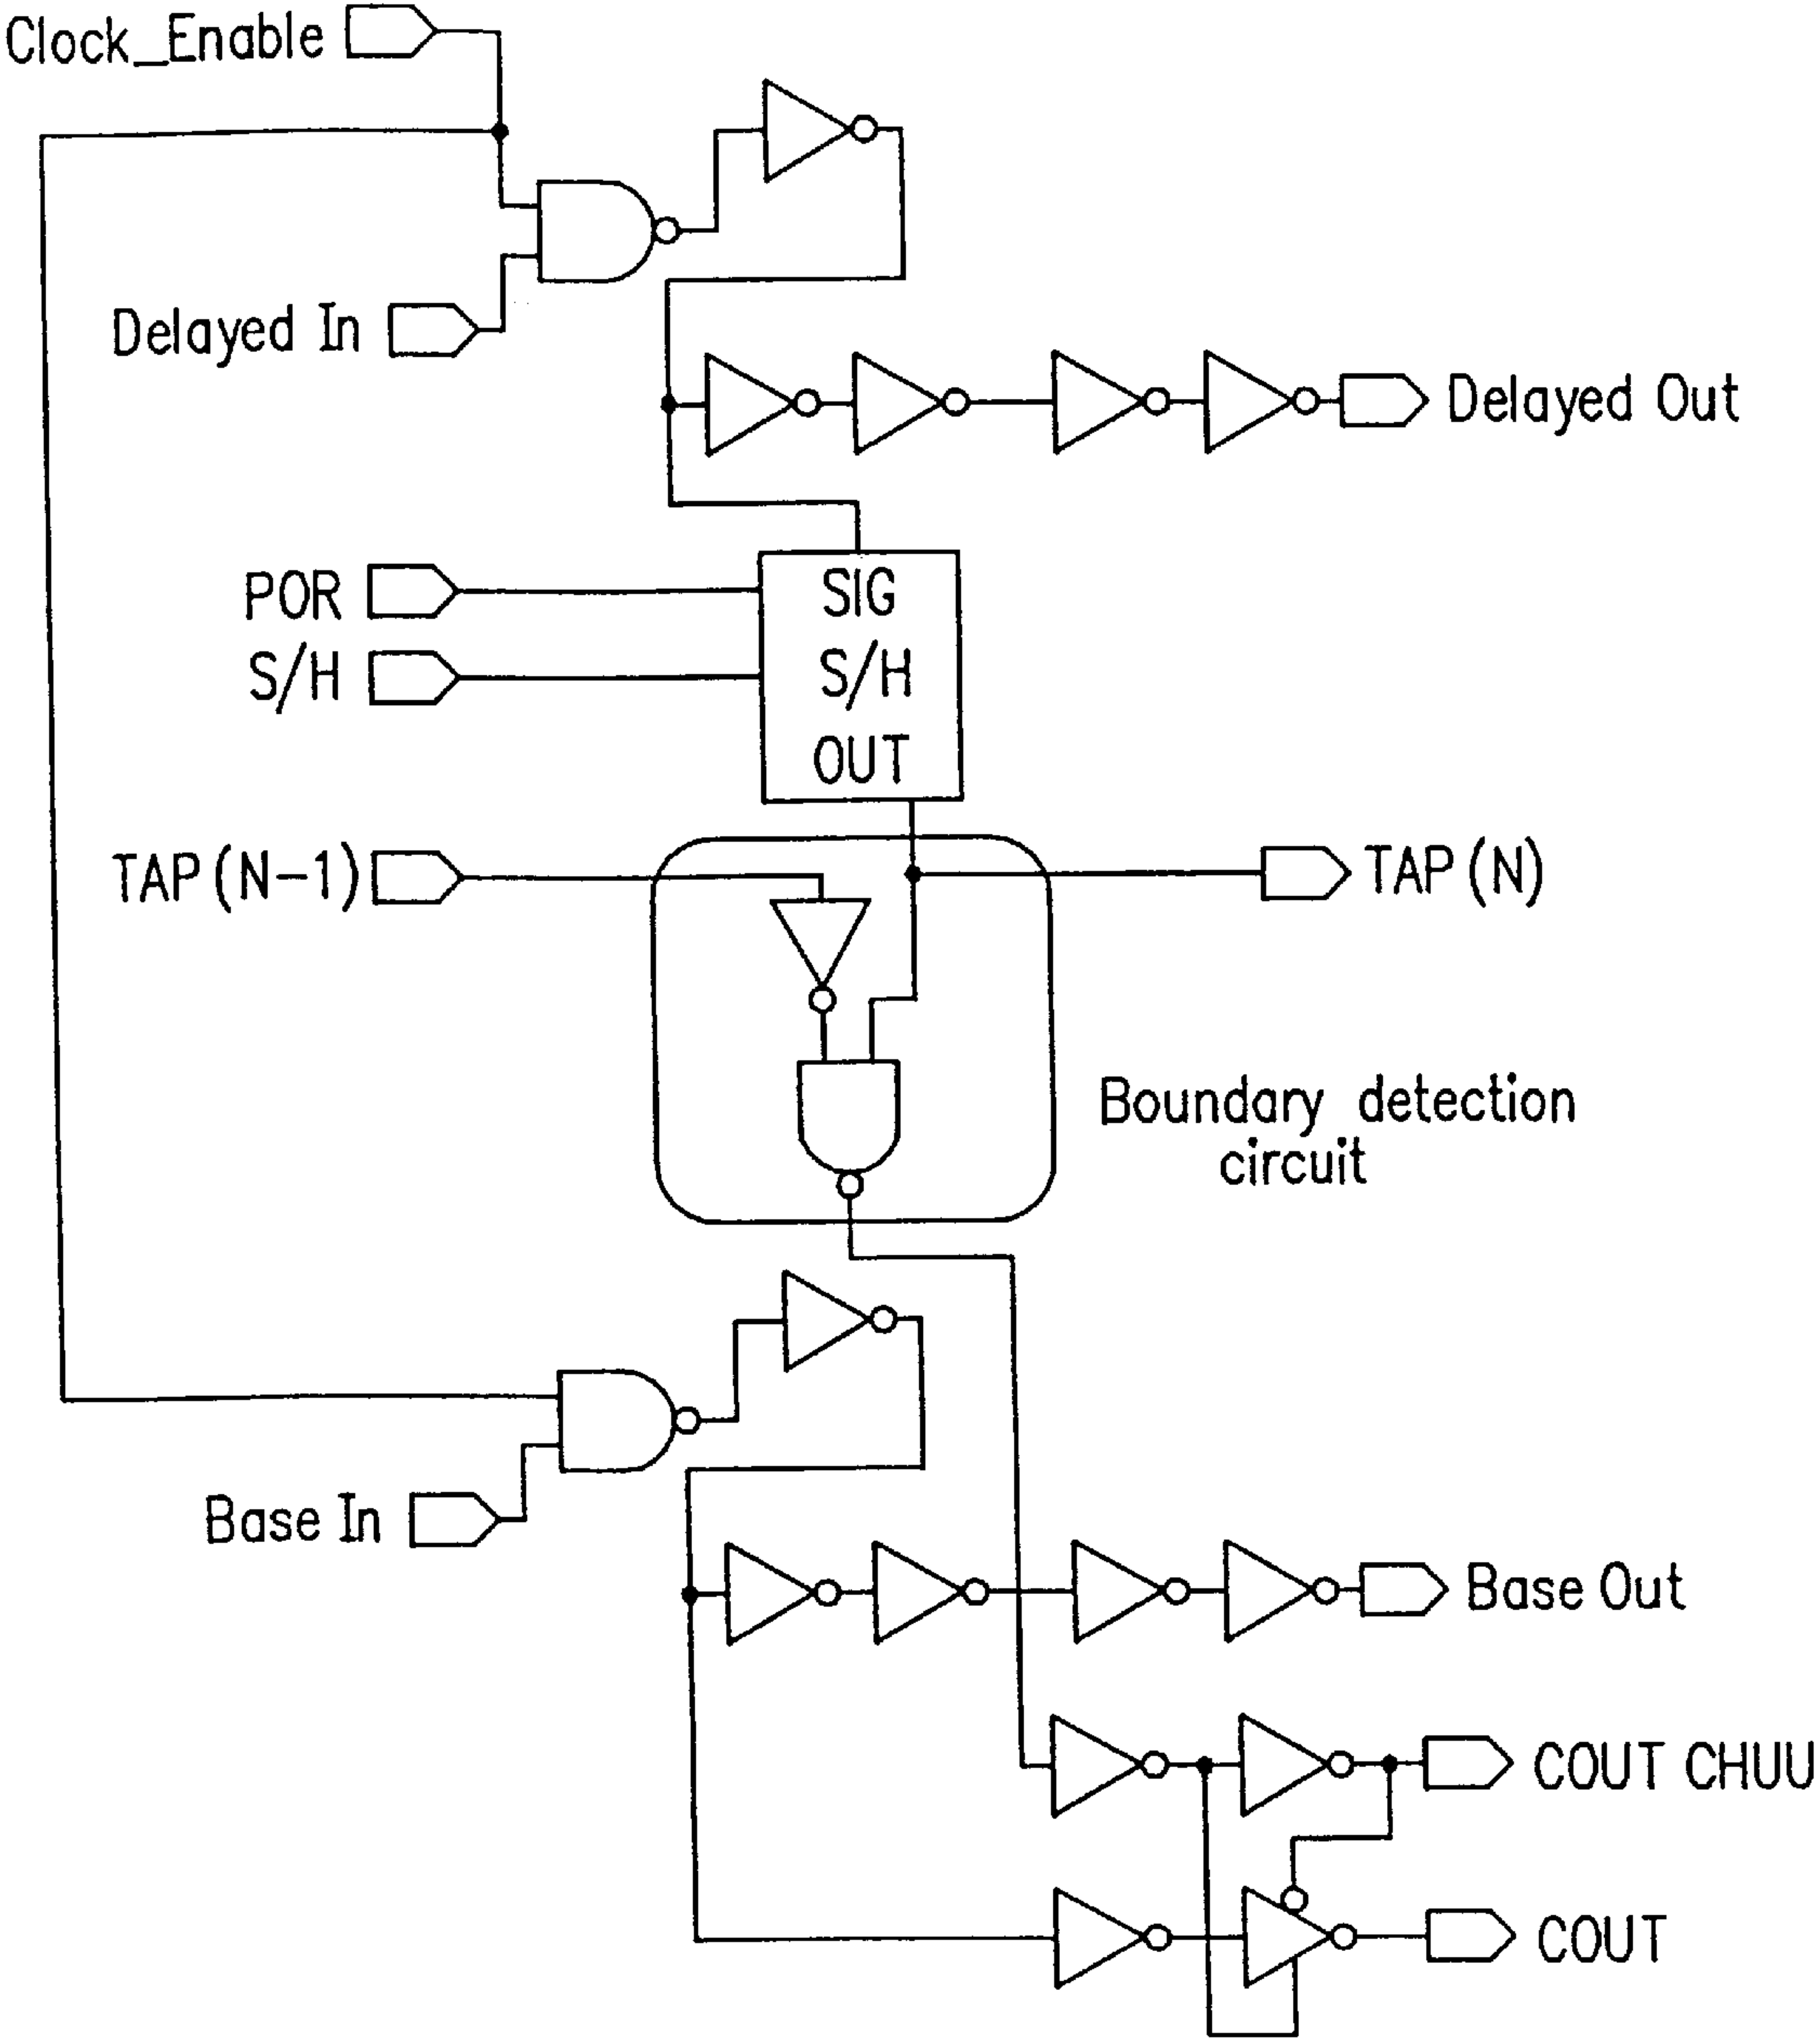 Clock_Enable
Delayed In
Delayed Out
POR
SIG
S/H
S/H
OUT
TAP(N-1)
TAP(N)
Boundary detection
circuit
Base In
Base Out
COUT CHUU
COUT